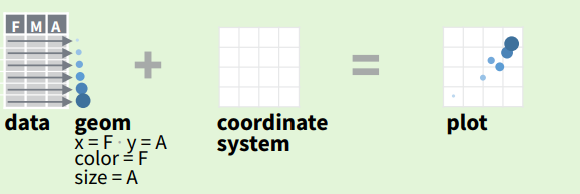 F M A
+
=
data
geom
x = F · y = A
color = F
size = A
coordinate
system
plot